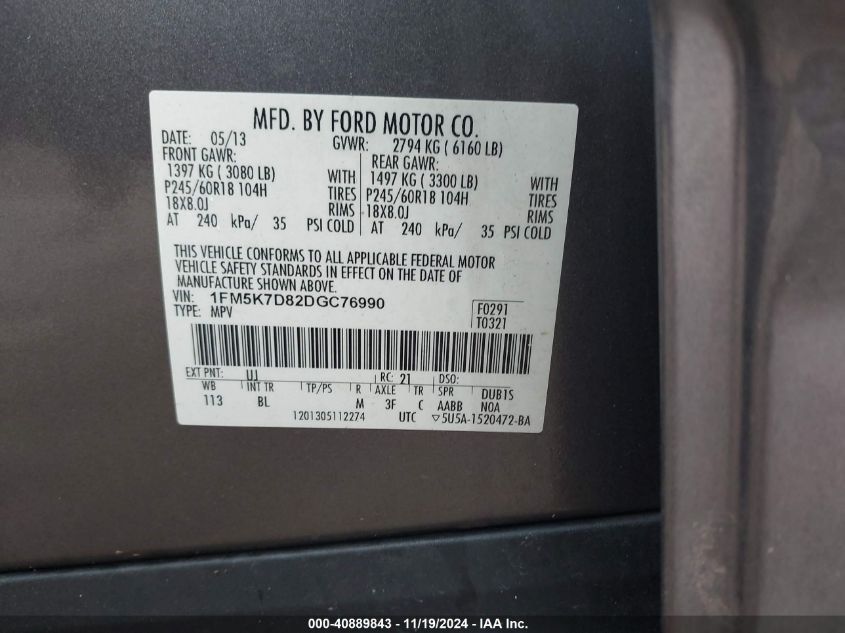 MFD. BY FORD MOTOR CO.
DATE: 05/13 GVWR: 2794 KG ( 6160 LB)
FRONT GAWR: REAR GAWR:
1397 KG ( 3080 LB) WITH 1497 KG ( 3300 LB) WITH
P245/60R18 104H TIRES P245/60R18 104H TIRES
18X8.0J RIMS 18X8.0J RIMS
AT 240 kPa/ 35 PSI COLD AT 240 kPa/ 35 PSI COLD
THIS VEHICLE CONFORMS TO ALL APPLICABLE FEDERAL MOTOR
VEHICLE SAFETY STANDARDS IN EFFECT ON THE DATE OF
MANUFACTURE SHOWN ABOVE.
VIN: 1FM5K7D82DGC76990 F0291
TYPE: MPV T0321
EXT PNT: UJ RC: 21 DSO:
WB INT TR TP/PS R AXLE TR SPR DUB1S
113 BL M 3F C AABB N0A
1201305112274 UTC ▽5U5A-1520472-BA
000-40889843 - 11/19/2024 - IAA Inc.